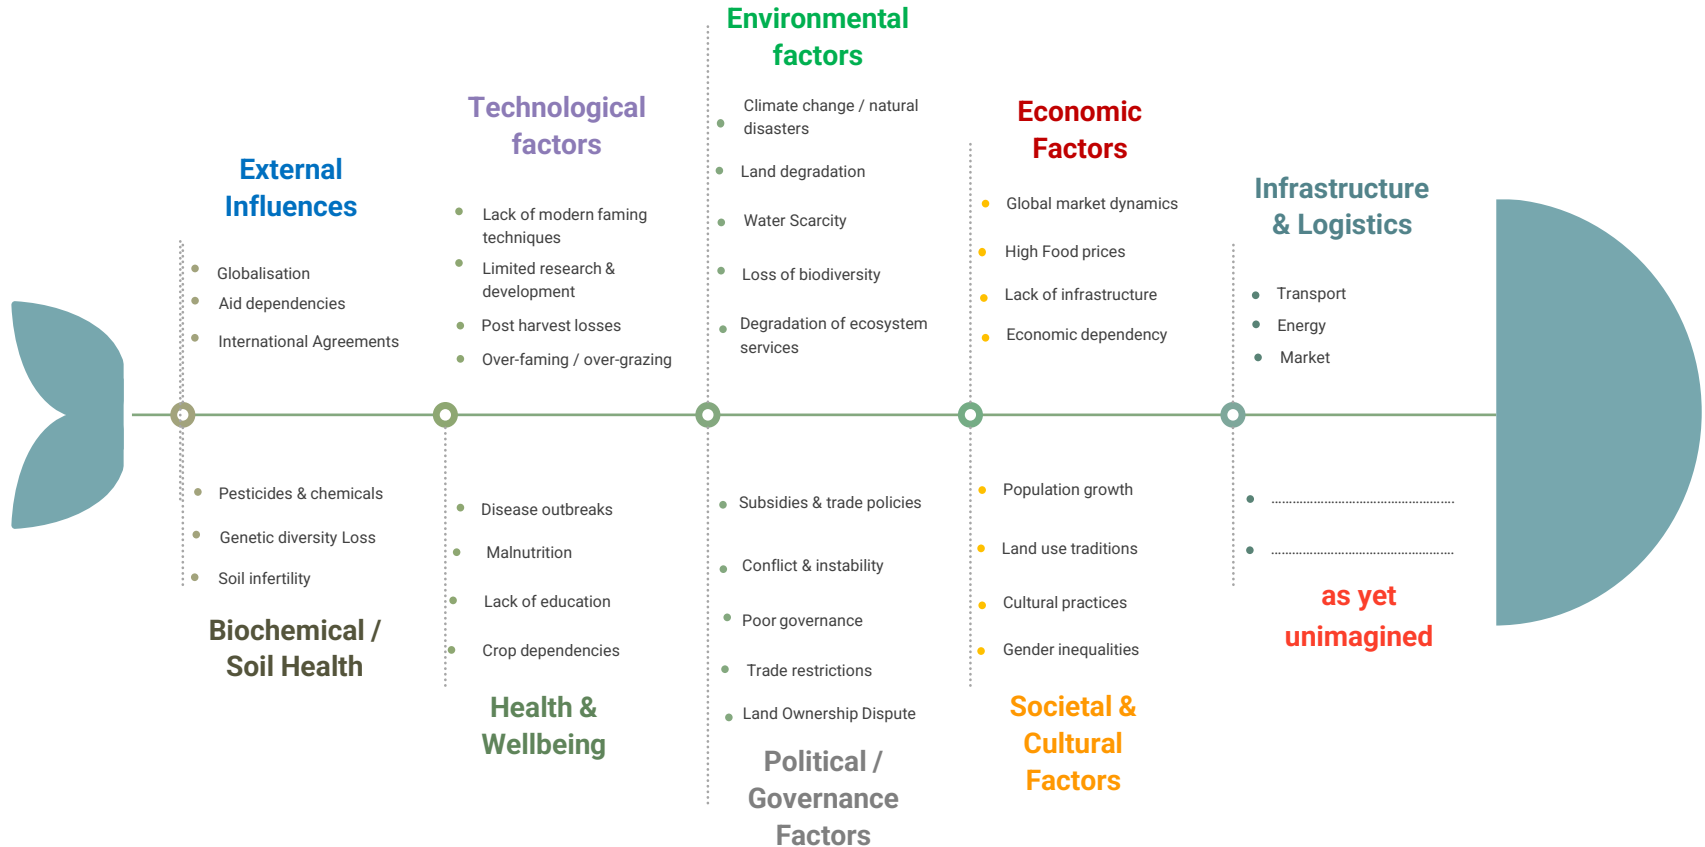 Environmental
factors
Climate change / natural
disasters
Land degradation
Water Scarcity
Loss of biodiversity
Degradation of ecosystem
services
Technological
factors
Lack of modern faming
techniques
Limited research &
development
Post harvest losses
Over-faming / over-grazing
Economic
Factors
Global market dynamics
High Food prices
Lack of infrastructure
Economic dependency
External
Influences
Globalisation
Aid dependencies
International Agreements
Infrastructure
& Logistics
Transport
Energy
Market
Pesticides & chemicals
Genetic diversity Loss
Soil infertility
Biochemical /
Soil Health
Disease outbreaks
Malnutrition
Lack of education
Crop dependencies
Health &
Wellbeing
Subsidies & trade policies
Conflict & instability
Poor governance
Trade restrictions
Land Ownership Dispute
Political /
Governance
Factors
Population growth
Land use traditions
Cultural practices
Gender inequalities
Societal &
Cultural
Factors
............................................................
............................................................
as yet
unimagined